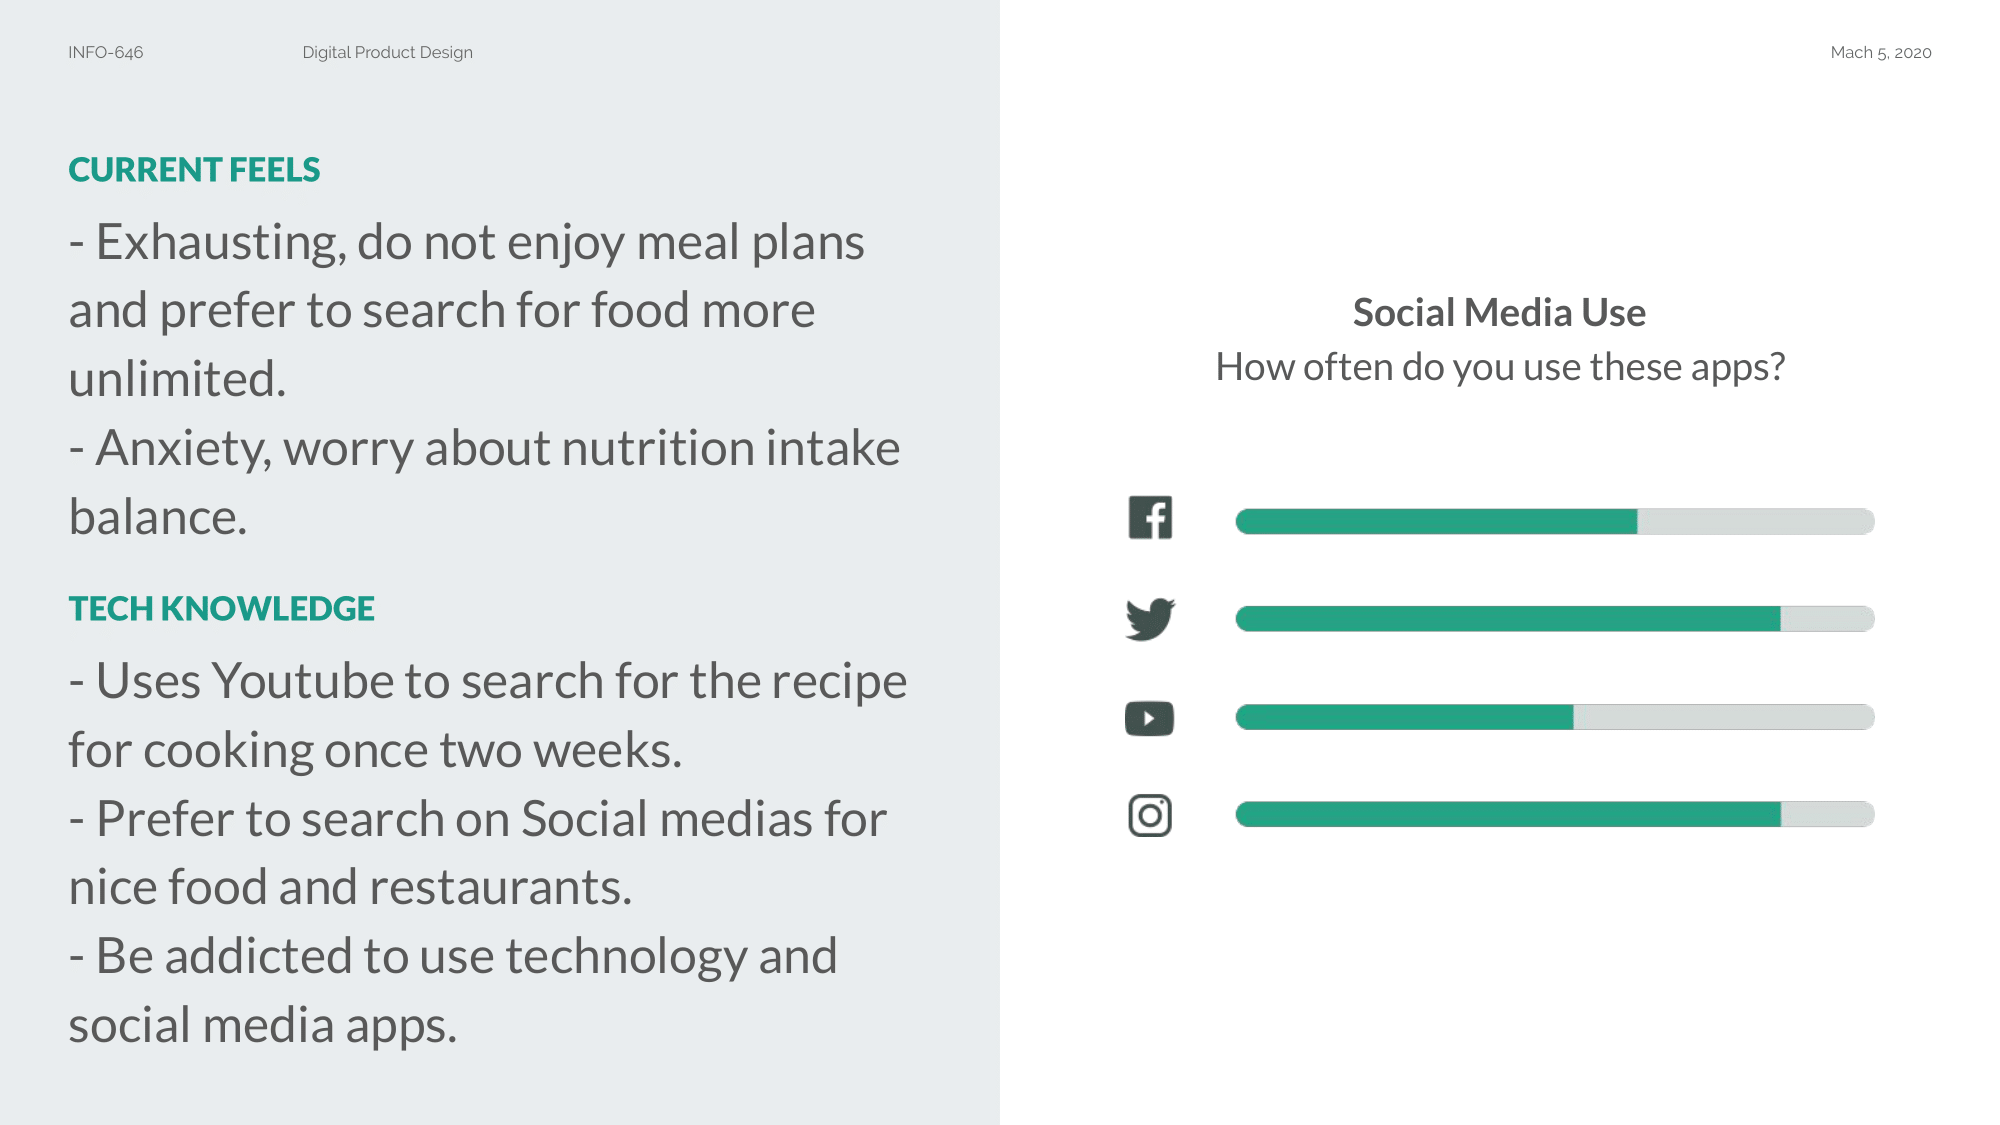 INFO-646
Digital Product Design
Mach 5, 2020
CURRENT FEELS
- Exhausting, do not enjoy meal plans
and prefer to search for food more
unlimited.
- Anxiety, worry about nutrition intake
balance.
TECH KNOWLEDGE
- Uses Youtube to search for the recipe
for cooking once two weeks.
- Prefer to search on Social medias for
nice food and restaurants.
- Be addicted to use technology and
social media apps.
Social Media Use
How often do you use these apps?